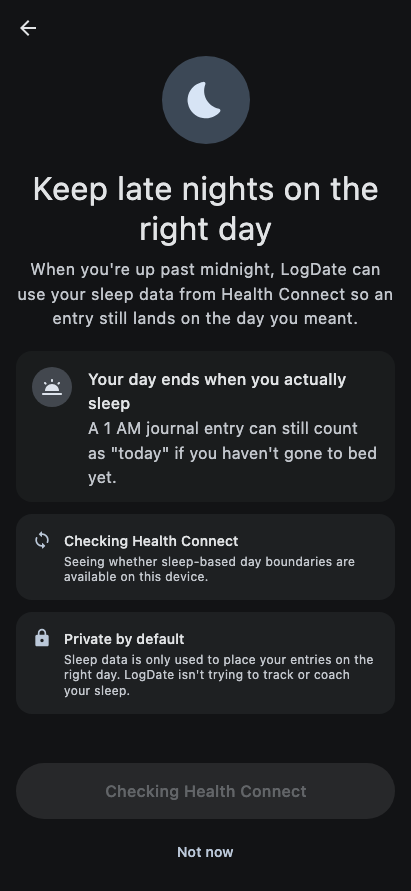 Keep late nights on the
right day
When you're up past midnight, LogDate can
use your sleep data from Health Connect so an
entry still lands on the day you meant.
Your day ends when you actually
sleep
A 1 AM journal entry can still count
as "today" if you haven't gone to bed
yet.
Checking Health Connect
Seeing whether sleep-based day boundaries are
available on this device.
Private by default
Sleep data is only used to place your entries on the
right day. LogDate isn't trying to track or coach
your sleep.
Checking Health Connect
Not now